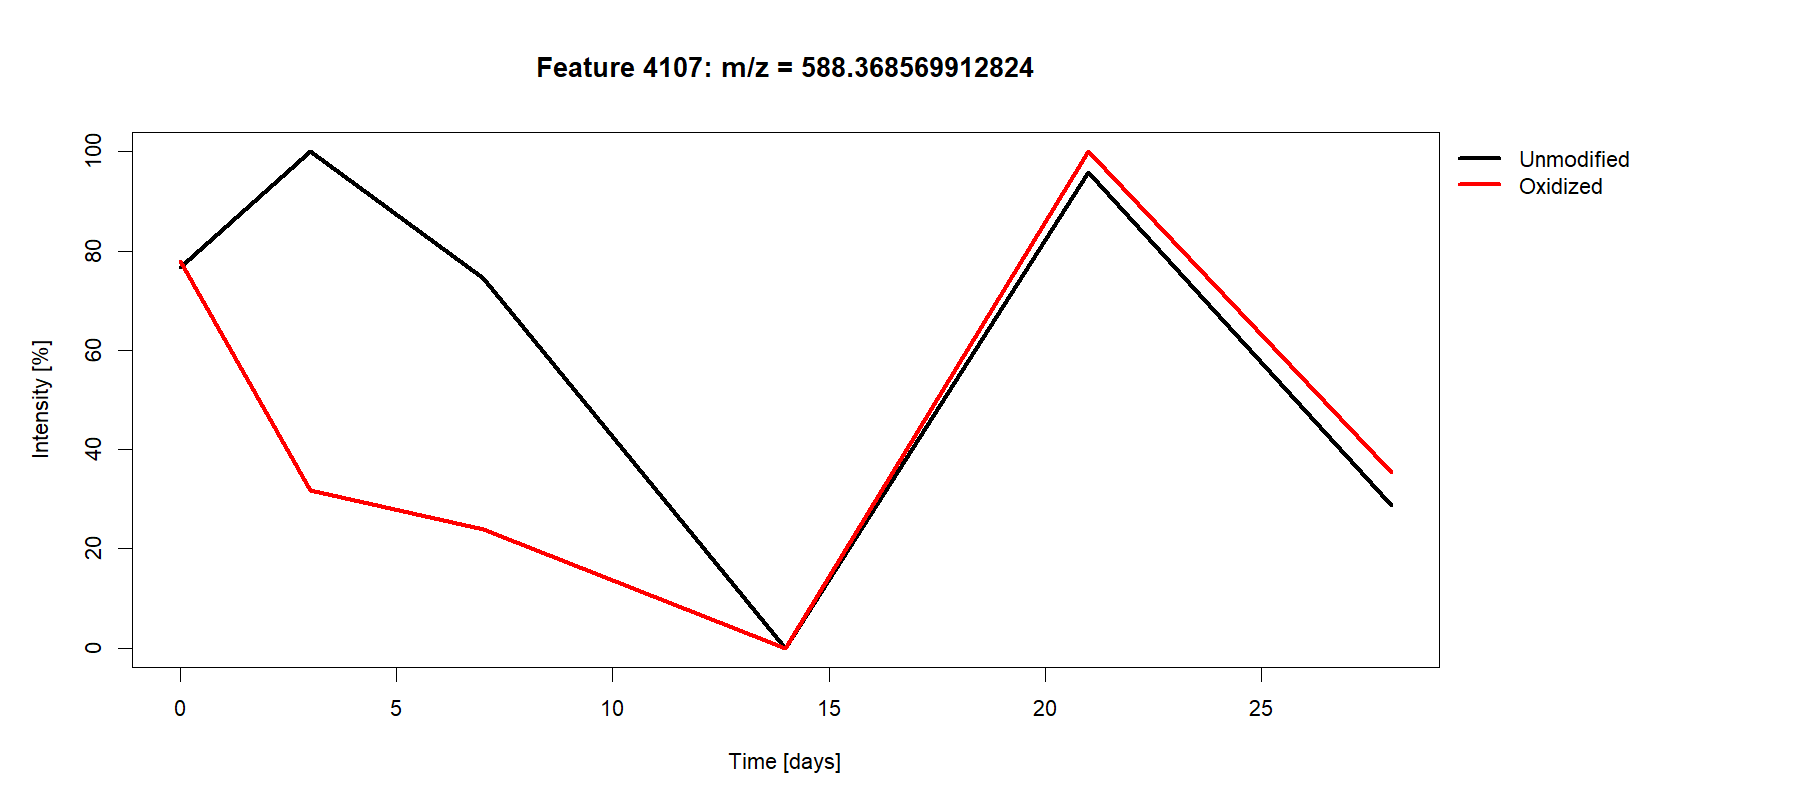 Feature 4107: m/z = 588.368569912824
Unmodified
Oxidized
Intensity [%]
100
80
60
40
20
0
0 5 10 15 20 25
Time [days]